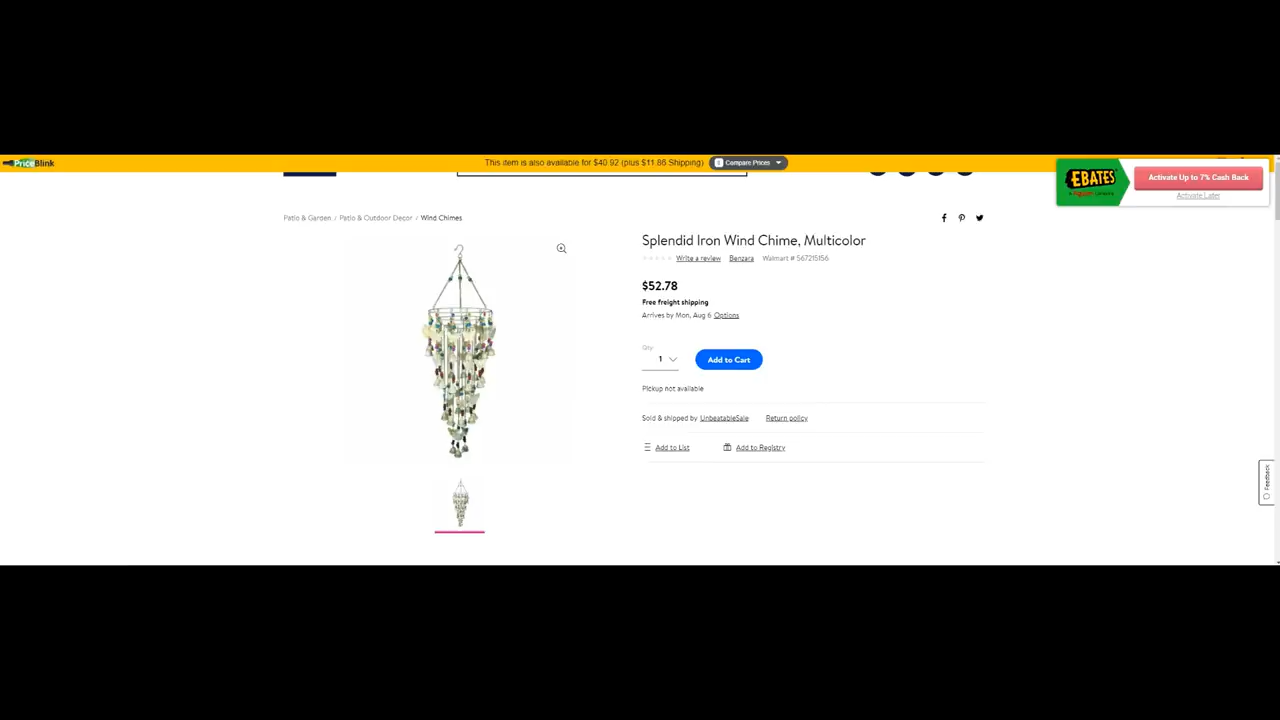 PriceBlink
This item is also available for $40.92 (plus $11.86 Shipping)
Compare Prices
EBATES
Activate Up to 7% Cash Back
Activate Later
Patio & Garden / Patio & Outdoor Decor / Wind Chimes
Splendid Iron Wind Chime, Multicolor
Write a review Benzara Walmart # 567215156
$52.78
Free freight shipping
Arrives by Mon, Aug 6 Options
Qty:
1
Add to Cart
Pickup not available
Sold & shipped by UnbeatableSale Return policy
Add to List Add to Registry
Feedback